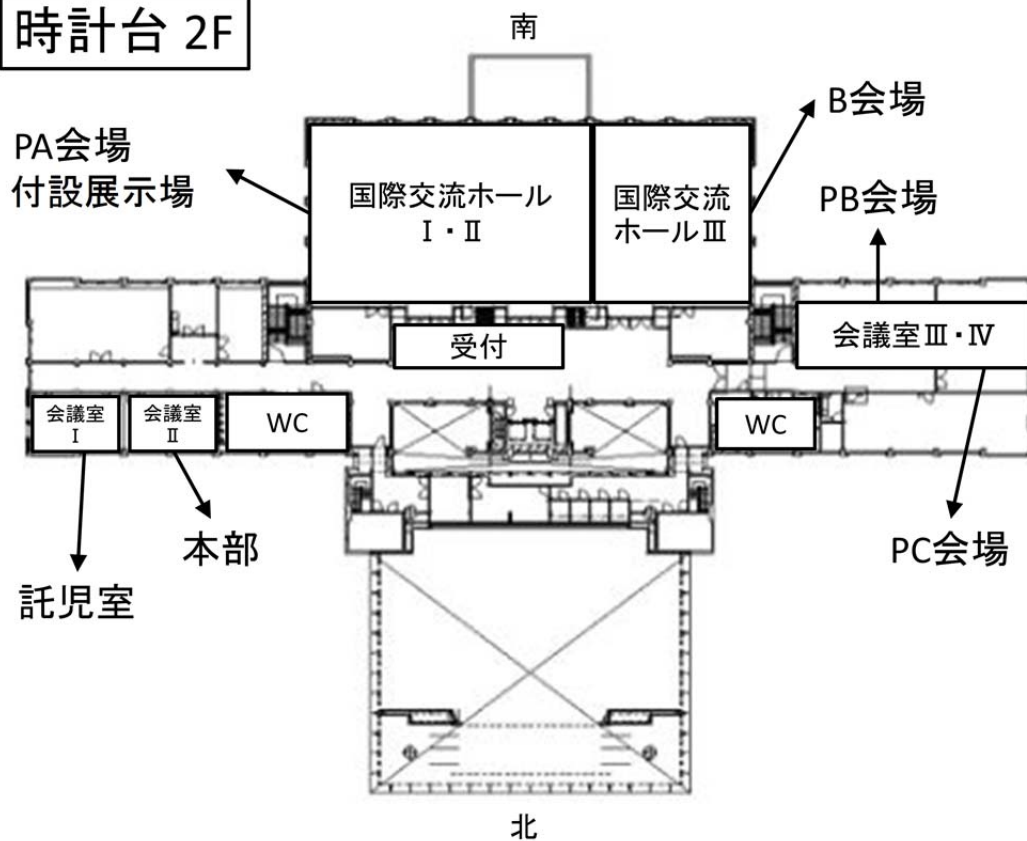 時計台 2F
南
B会場
PA会場
付設展示場
国際交流ホール
Ⅰ・Ⅱ
国際交流
ホールⅢ
PB会場
受付
会議室Ⅲ・Ⅳ
会議室
Ⅰ
会議室
Ⅱ
WC
WC
本部
PC会場
託児室
北